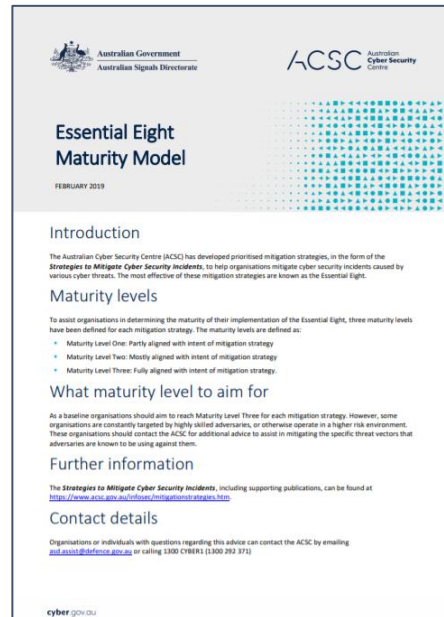 Australian Government
Australian Signals Directorate
ACSC
Australian
Cyber Security
Centre
Essential Eight
Maturity Model
FEBRUARY 2019
Introduction
The Australian Cyber Security Centre (ACSC) has developed prioritised mitigation strategies, in the form of the
Strategies to Mitigate Cyber Security Incidents, to help organisations mitigate cyber security incidents caused by
various cyber threats. The most effective of these mitigation strategies are known as the Essential Eight.
Maturity levels
To assist organisations in determining the maturity of their implementation of the Essential Eight, three maturity levels
have been defined for each mitigation strategy. The maturity levels are defined as:
• Maturity Level One: Partly aligned with intent of mitigation strategy
• Maturity Level Two: Mostly aligned with intent of mitigation strategy
• Maturity Level Three: Fully aligned with intent of mitigation strategy.
What maturity level to aim for
As a baseline organisations should aim to reach Maturity Level Three for each mitigation strategy. However, some
organisations are constantly targeted by highly skilled adversaries, or otherwise operate in a higher risk environment.
These organisations should contact the ACSC for additional advice to assist in mitigating the specific threat vectors that
adversaries are known to be using against them.
Further information
The Strategies to Mitigate Cyber Security Incidents, including supporting publications, can be found at
https://www.acsc.gov.au/infosec/mitigationstrategies.htm.
Contact details
Organisations or individuals with questions regarding this advice can contact the ACSC by emailing
asd.assist@defence.gov.au or calling 1300 CYBER1 (1300 292 371)
cyber.gov.au